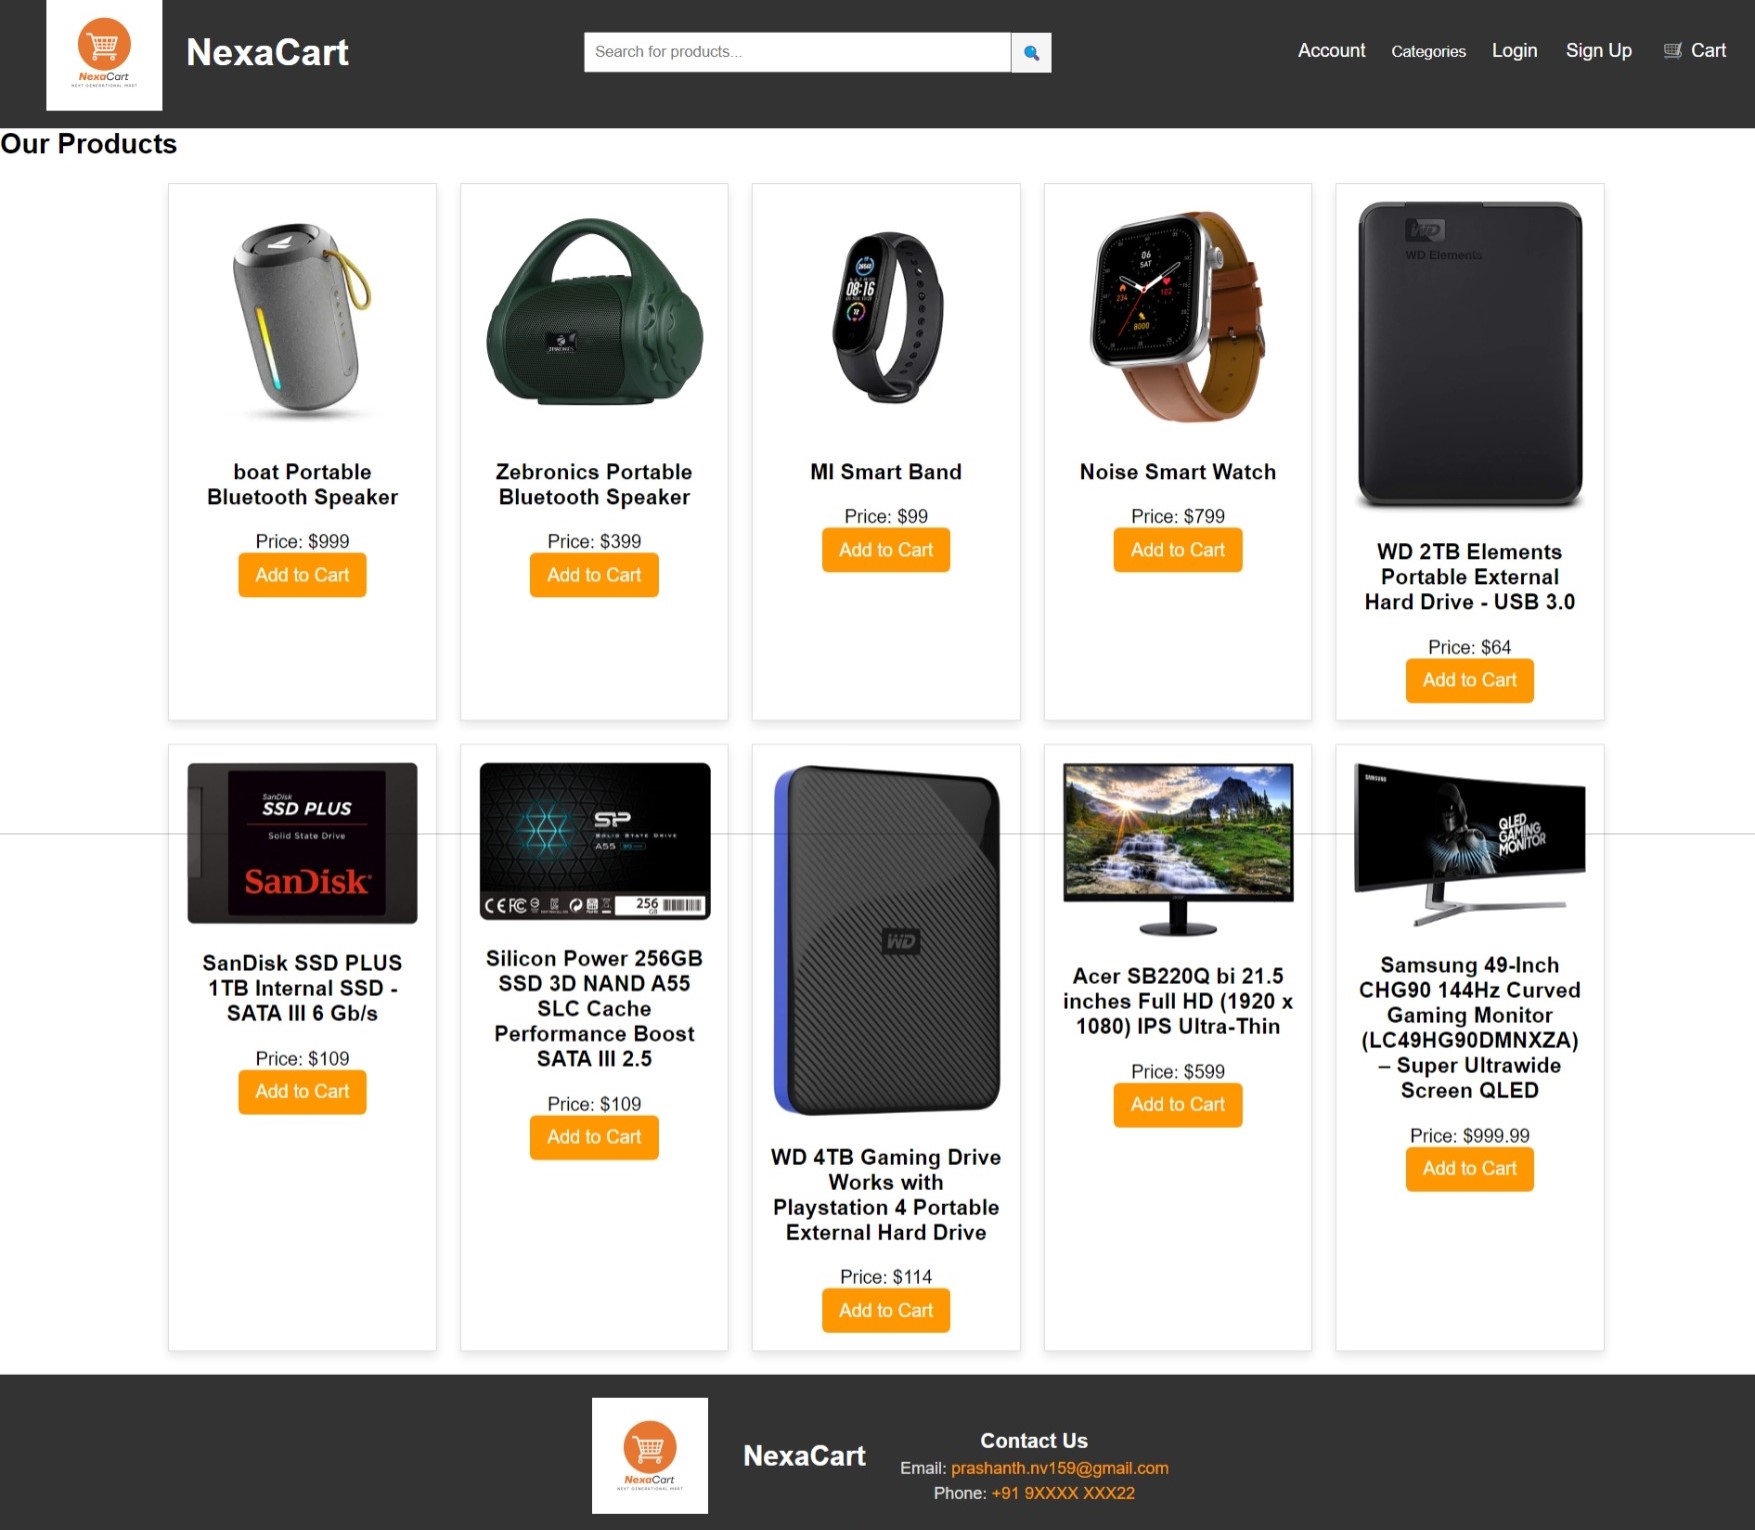 NexaCart
NEXT GENERATIONAL MART
NexaCart
Search for products...
Account
Categories
Login
Sign Up
Cart
Our Products
08:16
06
SAT
234
102
8000
WD
WD Elements
boat Portable
Bluetooth Speaker
Price: $999
Add to Cart
Zebronics Portable
Bluetooth Speaker
Price: $399
Add to Cart
MI Smart Band
Price: $99
Add to Cart
Noise Smart Watch
Price: $799
Add to Cart
WD 2TB Elements
Portable External
Hard Drive - USB 3.0
Price: $64
Add to Cart
SanDisk
SSD PLUS
Solid State Drive
SanDisk
SanDisk SSD PLUS
1TB Internal SSD -
SATA III 6 Gb/s
Price: $109
Add to Cart
SP
SOLID STATE DRIVE
A55
256
GB
Silicon Power 256GB
SSD 3D NAND A55
SLC Cache
Performance Boost
SATA III 2.5
Price: $109
Add to Cart
WD
WD 4TB Gaming Drive
Works with
Playstation 4 Portable
External Hard Drive
Price: $114
Add to Cart
Acer SB220Q bi 21.5
inches Full HD (1920 x
1080) IPS Ultra-Thin
Price: $599
Add to Cart
SAMSUNG
QLED
GAMING
MONITOR
Samsung 49-Inch
CHG90 144Hz Curved
Gaming Monitor
(LC49HG90DMNXZA)
– Super Ultrawide
Screen QLED
Price: $999.99
Add to Cart
NexaCart
NEXT GENERATIONAL MART
NexaCart
Contact Us
Email: prashanth.nv159@gmail.com
Phone: +91 9XXXX XXX22